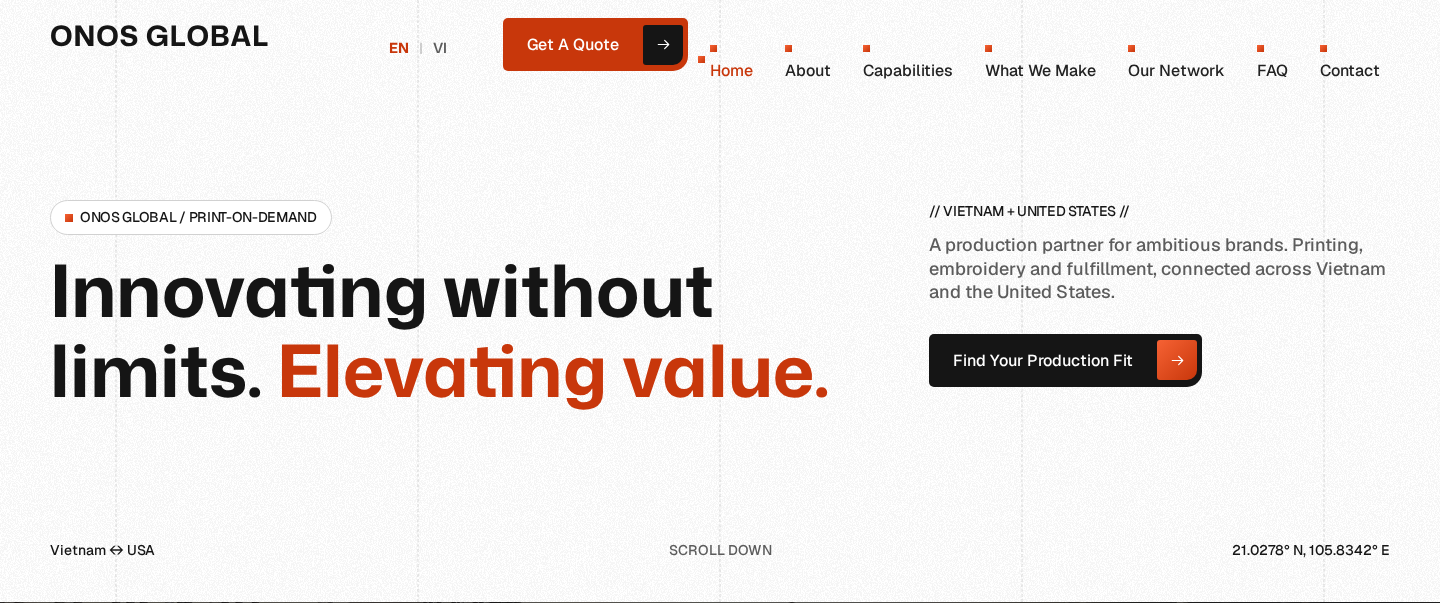 ONOS GLOBAL
EN | VI
Get A Quote →
Home
About
Capabilities
What We Make
Our Network
FAQ
Contact
ONOS GLOBAL / PRINT-ON-DEMAND
Innovating without
limits. Elevating value.
// VIETNAM + UNITED STATES //
A production partner for ambitious brands. Printing,
embroidery and fulfillment, connected across Vietnam
and the United States.
Find Your Production Fit →
Vietnam ↔ USA
SCROLL DOWN
21.0278° N, 105.8342° E